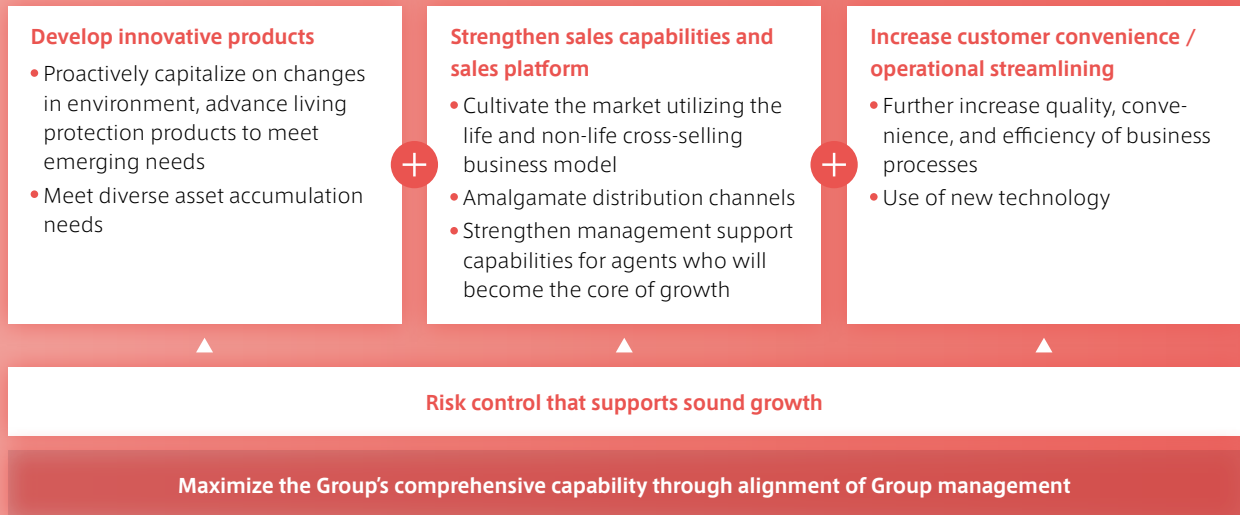 Develop innovative products
• Proactively capitalize on changes
in environment, advance living
protection products to meet
emerging needs
• Meet diverse asset accumulation
needs
Strengthen sales capabilities and
sales platform
• Cultivate the market utilizing the
life and non-life cross-selling
business model
• Amalgamate distribution channels
• Strengthen management support
capabilities for agents who will
become the core of growth
Increase customer convenience /
operational streamlining
• Further increase quality, conve-
nience, and efficiency of business
processes
• Use of new technology
Risk control that supports sound growth
Maximize the Group’s comprehensive capability through alignment of Group management